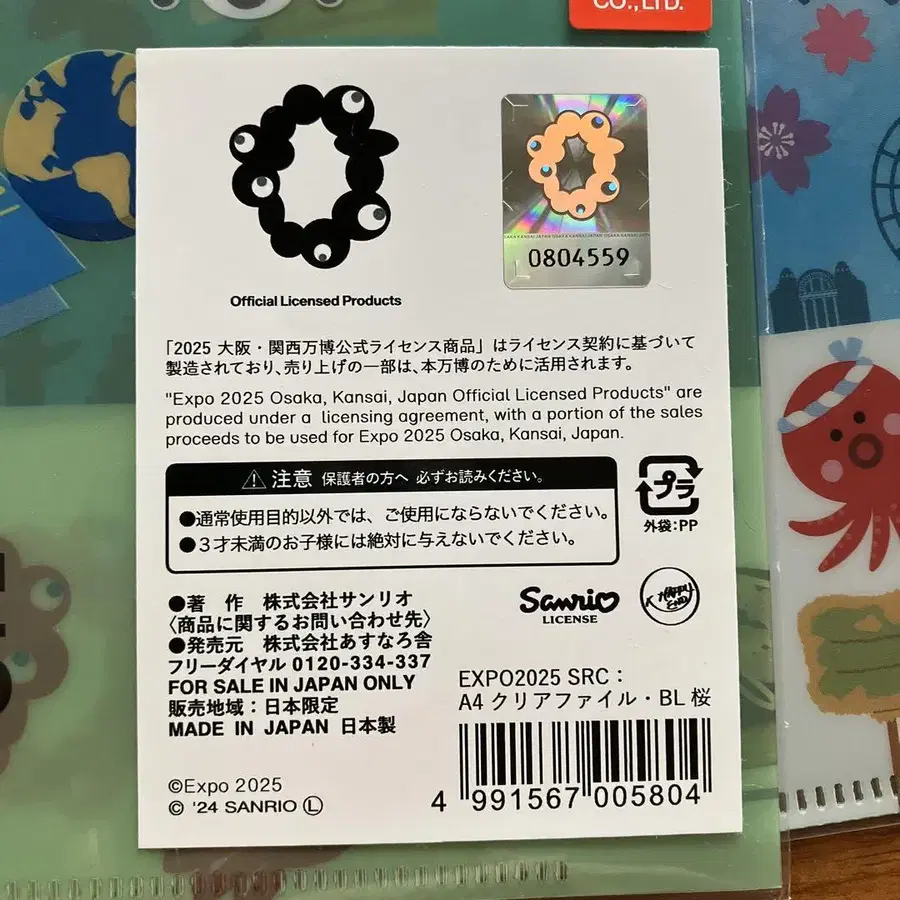 CO.,LTD.
0804559
Official Licensed Products
「2025 大阪・関西万博公式ライセンス商品」はライセンス契約に基づいて
製造されており、売り上げの一部は、本万博のために活用されます。
"Expo 2025 Osaka, Kansai, Japan Official Licensed Products" are
produced under a licensing agreement, with a portion of the sales
proceeds to be used for Expo 2025 Osaka, Kansai, Japan.
注意 保護者の方へ 必ずお読みください。
●通常使用目的以外では、ご使用にならないでください。
●3才未満のお子様には絶対に与えないでください。
プラ
外袋:PP
●著 作 株式会社サンリオ
〈商品に関するお問い合わせ先〉
●発売元 株式会社あすなろ舎
フリーダイヤル 0120-334-337
FOR SALE IN JAPAN ONLY
販売地域:日本限定
MADE IN JAPAN 日本製
©Expo 2025
© '24 SANRIO Ⓛ
Sanrio
LICENSE
HAPPY
END
EXPO2025 SRC:
A4 クリアファイル・BL 桜
4 991567 005804